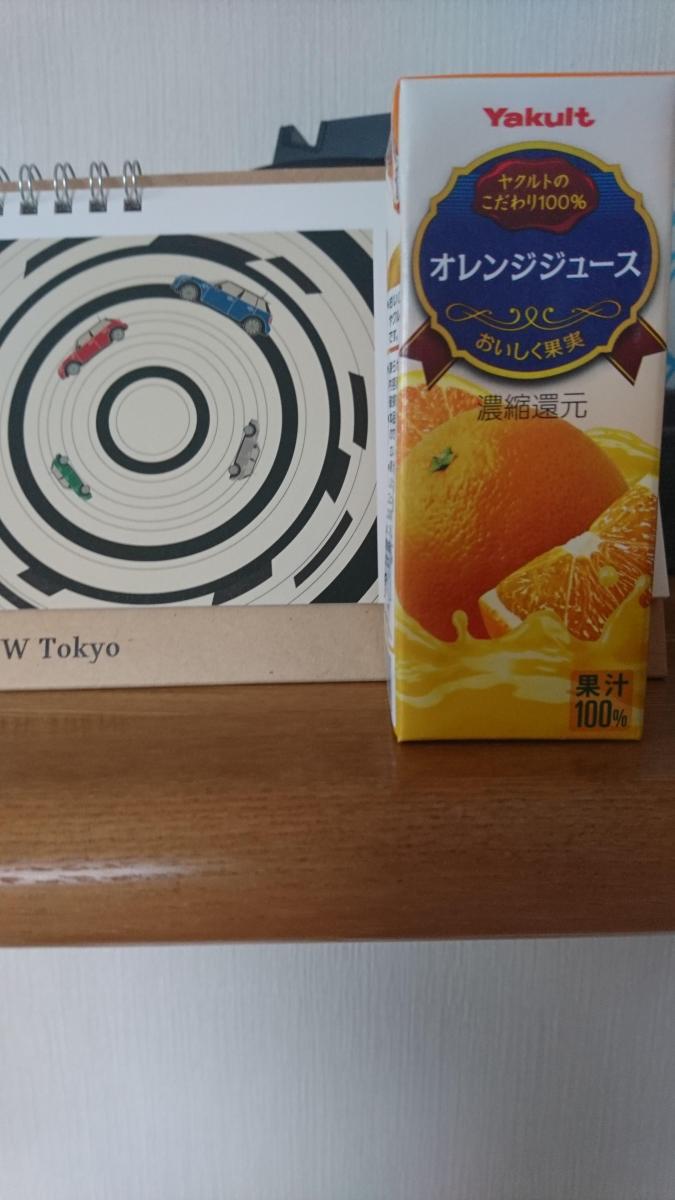 Yakult
ヤクルトの
こだわり100%
オレンジジュース
おいしく果実
濃縮還元
果汁
100%
W Tokyo